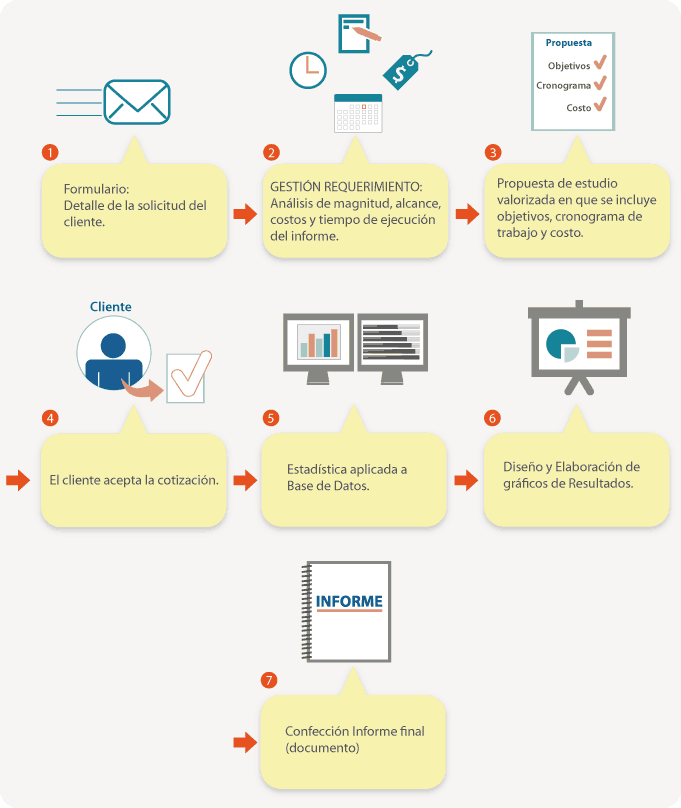 Propuesta
Objetivos
Cronograma
Costo
$
1
Formulario:
Detalle de la solicitud del
cliente.
2
GESTIÓN REQUERIMIENTO:
Análisis de magnitud, alcance,
costos y tiempo de ejecución
del informe.
3
Propuesta de estudio
valorizada en que se incluye
objetivos, cronograma de
trabajo y costo.
Cliente
4
El cliente acepta la cotización.
5
Estadística aplicada a
Base de Datos.
6
Diseño y Elaboración de
gráficos de Resultados.
INFORME
7
Confección Informe final
(documento)